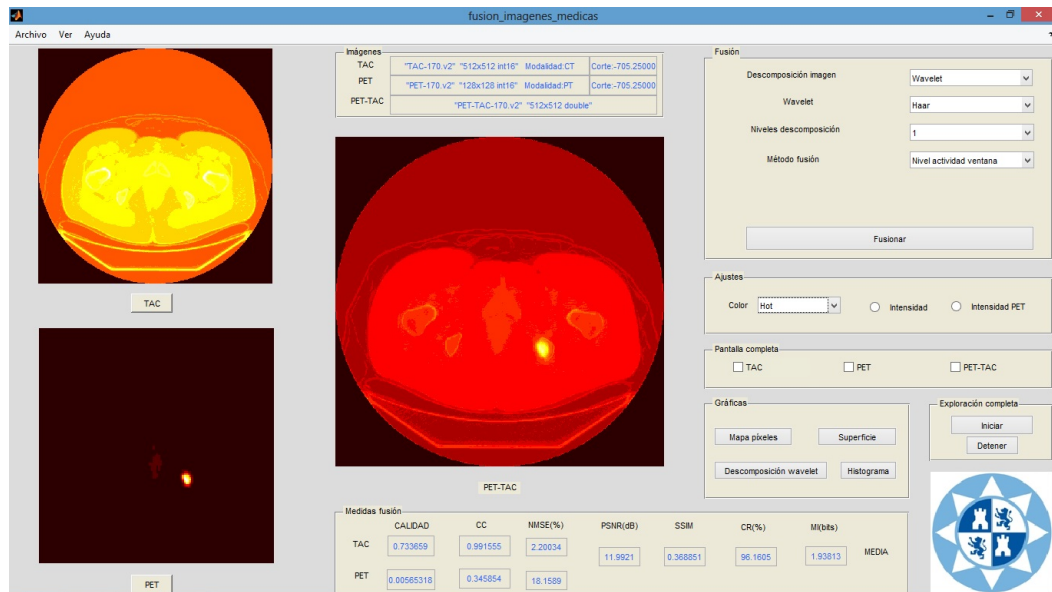 fusion_imagenes_medicas
Archivo Ver Ayuda
Imágenes
TAC "TAC-170.v2" "512x512 int16" Modalidad:CT Corte:-705.25000
PET "PET-170.v2" "128x128 int16" Modalidad:PT Corte:-705.25000
PET-TAC "PET-TAC-170.v2" "512x512 double"
TAC
PET
PET-TAC
Fusión
Descomposición imagen Wavelet
Wavelet Haar
Niveles descomposición 1
Método fusión Nivel actividad ventana
Fusionar
Ajustes
Color Hot Intensidad Intensidad PET
Pantalla completa
TAC PET PET-TAC
Gráficas
Mapa píxeles Superficie
Descomposición wavelet Histograma
Exploración completa
Iniciar
Detener
Medidas fusión
CALIDAD CC NMSE(%) PSNR(dB) SSIM CR(%) MI(bits)
TAC 0.733659 0.991555 2.20034
11.9921 0.368851 96.1605 1.93813 MEDIA
PET 0.00565318 0.345854 18.1589